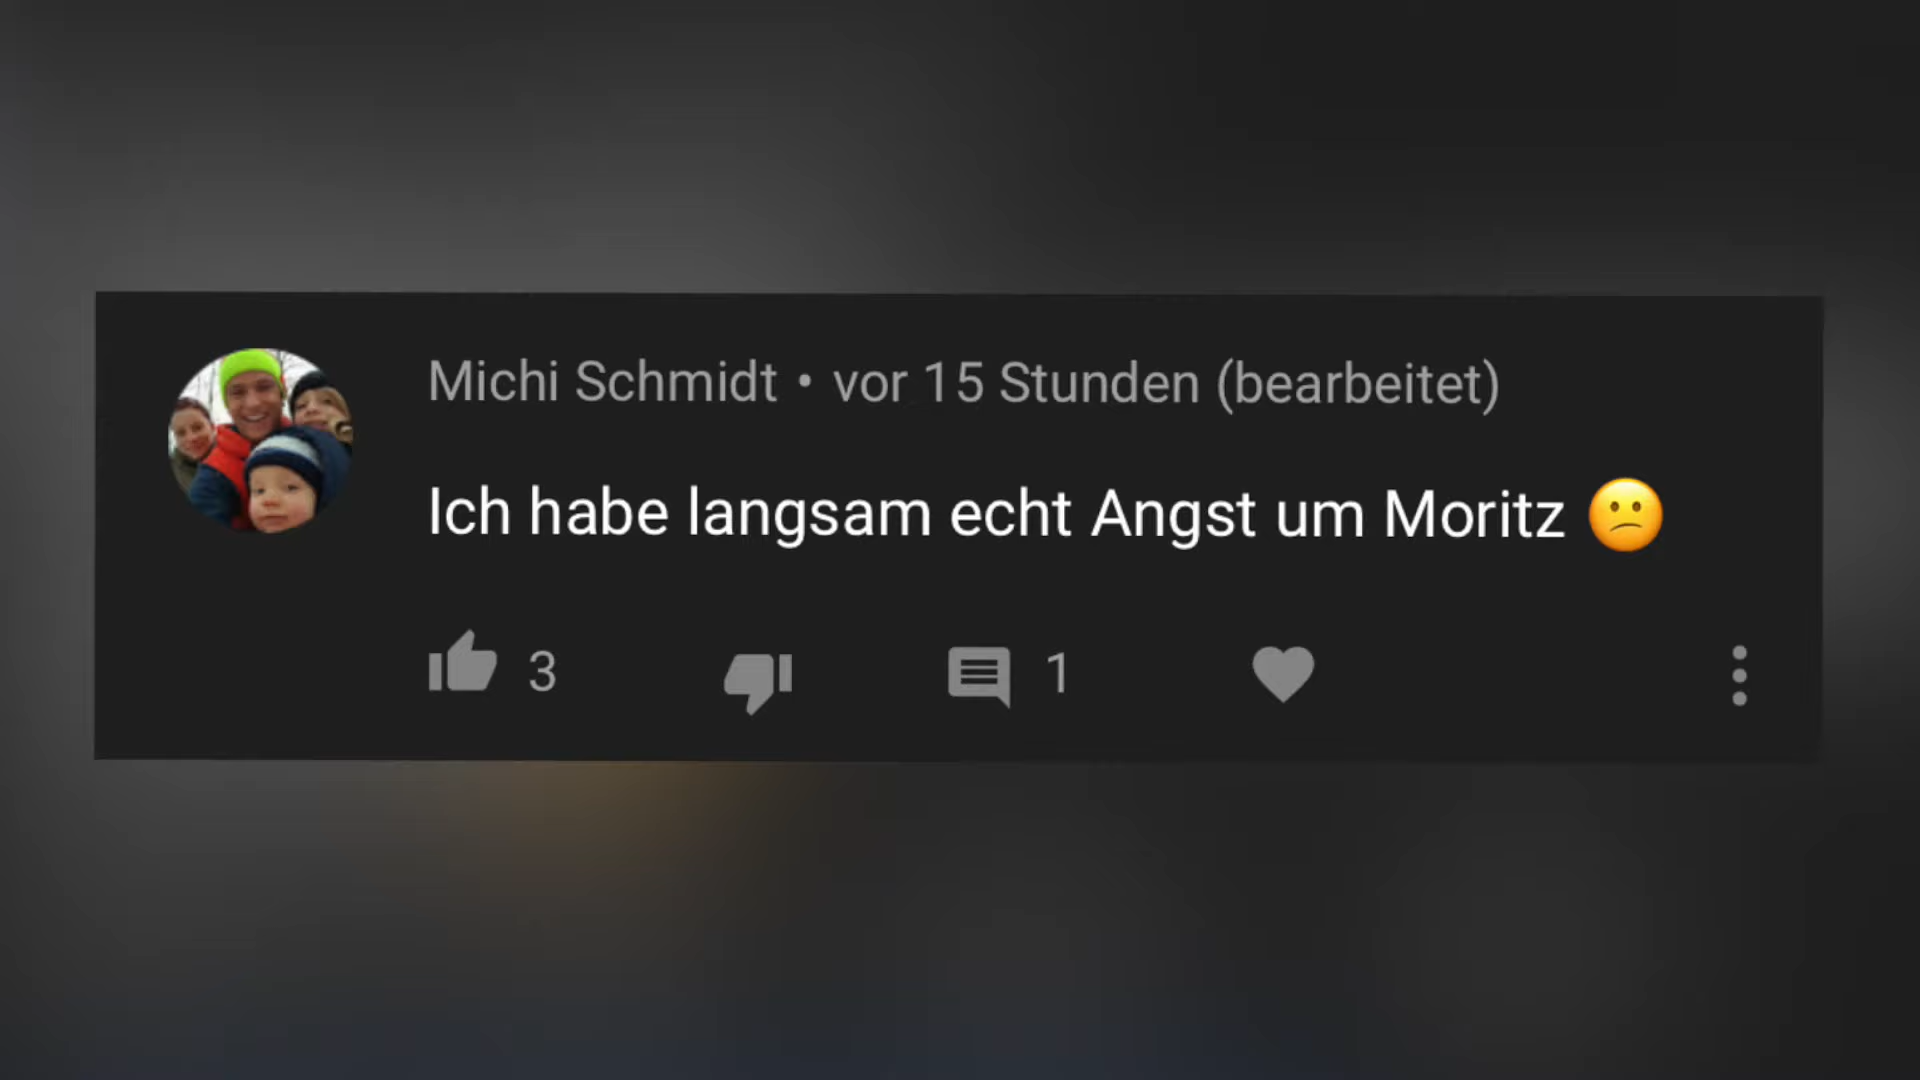 Michi Schmidt • vor 15 Stunden (bearbeitet)
Ich habe langsam echt Angst um Moritz 😕
3 1